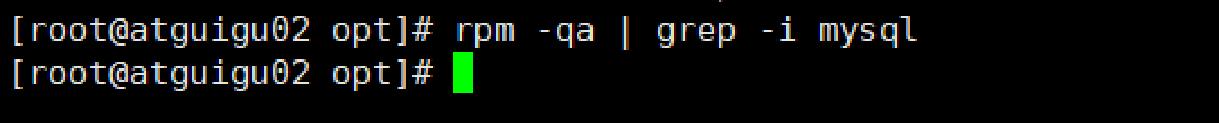 [root@atguigu02 opt]# rpm -qa | grep -i mysql
[root@atguigu02 opt]#